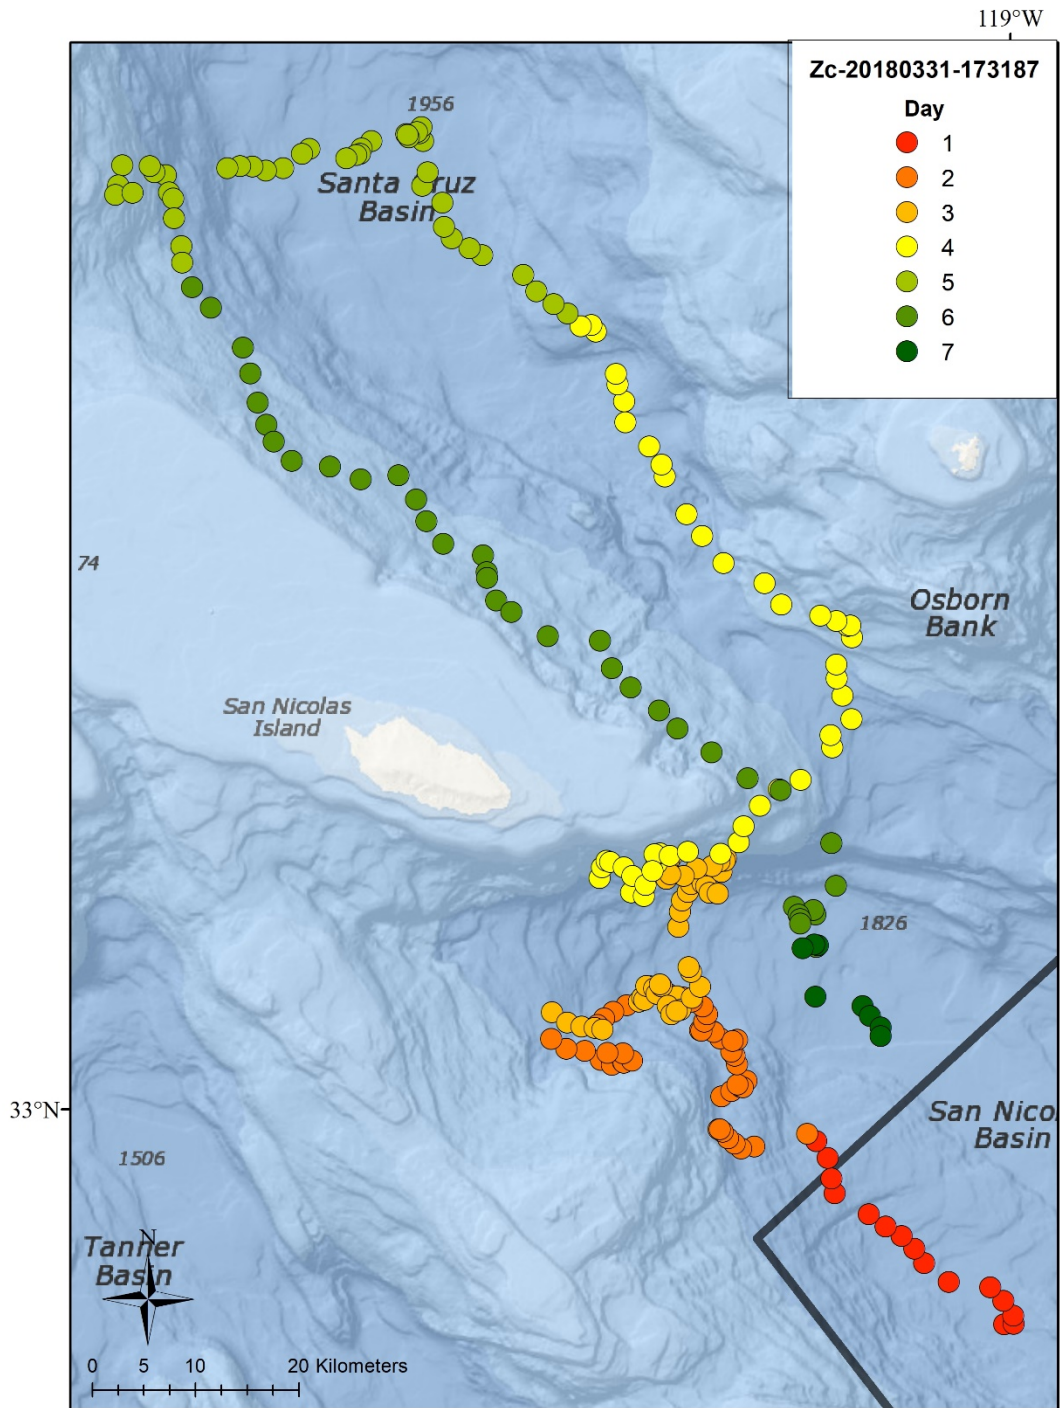 119°W
Zc-20180331-173187
Day
1
2
3
4
5
6
7
1956
Santa Cruz
Basin
74
Osborn
Bank
San Nicolas
Island
1826
33°N
San Nico
Basin
1506
Tanner
Basin
N
0 5 10 20 Kilometers